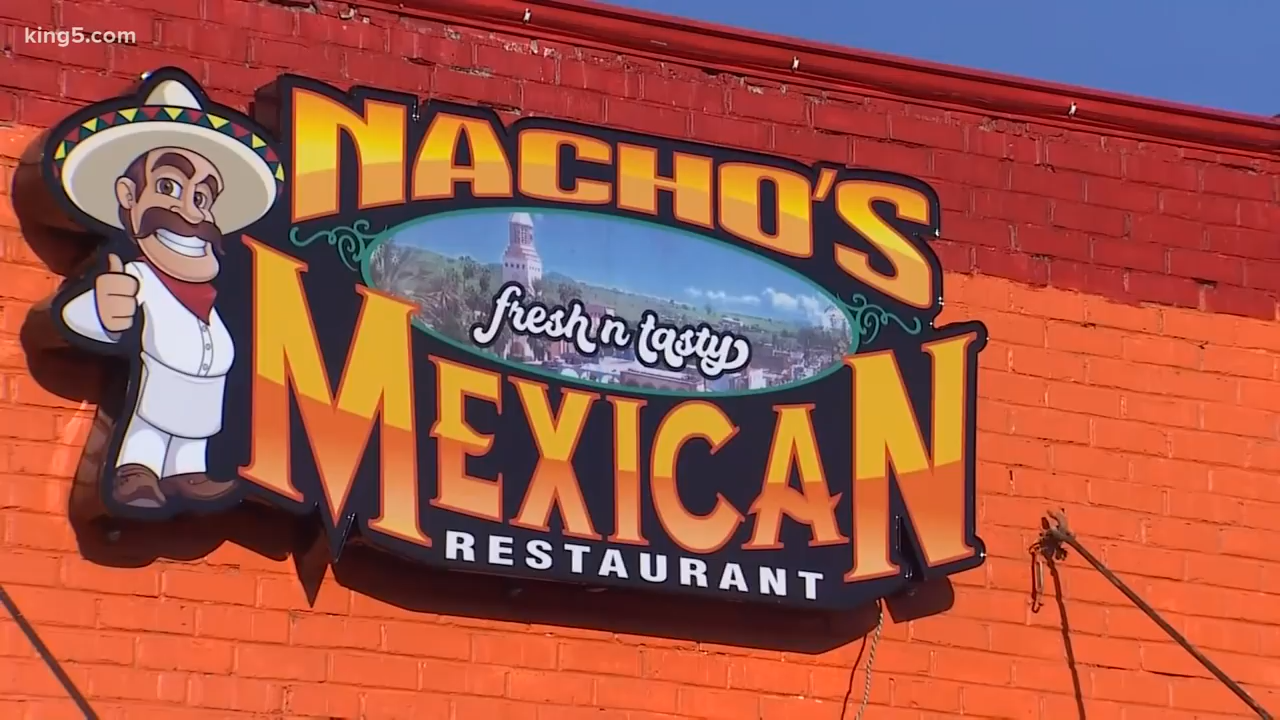 king5.com
NACHO'S
fresh n tasty
MEXICAN
RESTAURANT